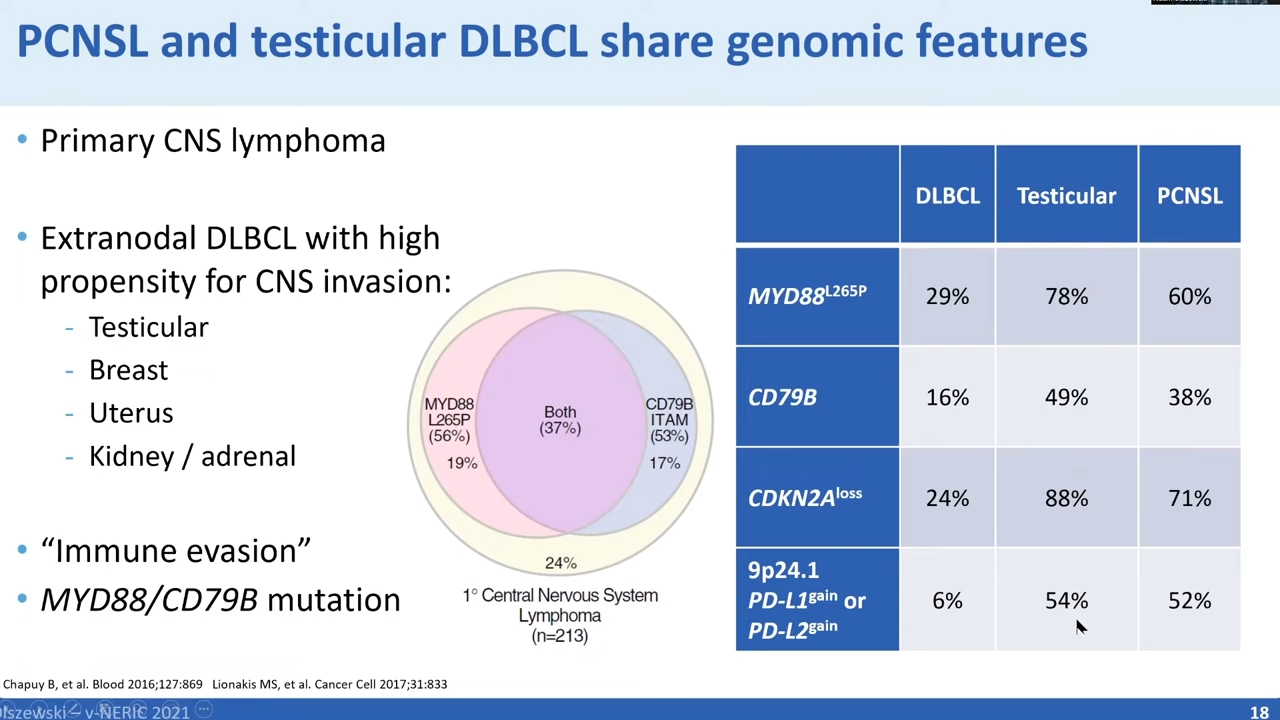 PCNSL and testicular DLBCL share genomic features
• Primary CNS lymphoma
• Extranodal DLBCL with high
propensity for CNS invasion:
- Testicular
- Breast
- Uterus
- Kidney / adrenal
• “Immune evasion”
• MYD88/CD79B mutation
MYD88
L265P
(56%)
19%
Both
(37%)
CD79B
ITAM
(53%)
17%
24%
1° Central Nervous System
Lymphoma
(n=213)
DLBCL Testicular PCNSL
MYD88L265P 29% 78% 60%
CD79B 16% 49% 38%
CDKN2Aloss 24% 88% 71%
9p24.1
PD-L1gain or
PD-L2gain
6% 54% 52%
Chapuy B, et al. Blood 2016;127:869 Lionakis MS, et al. Cancer Cell 2017;31:833
lszewski – v-NERIC 2021
18